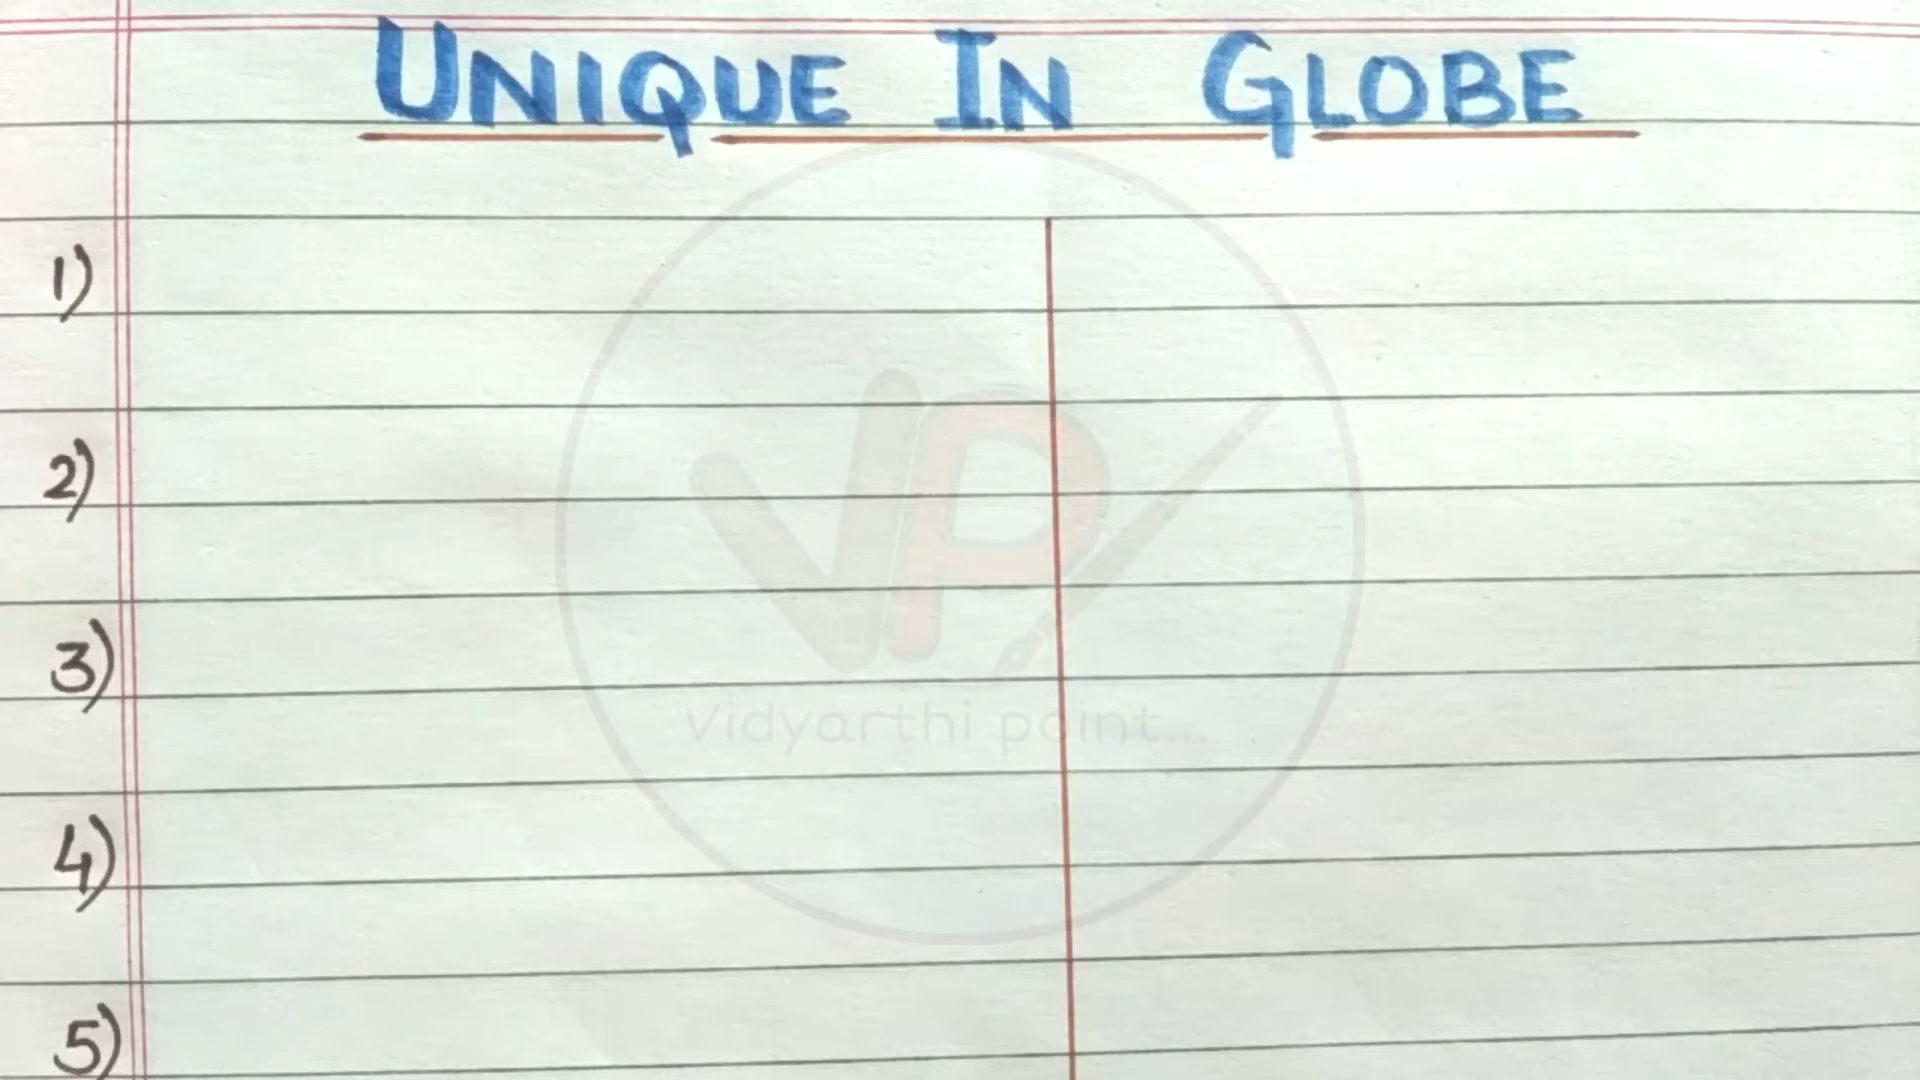 UNIQUE IN GLOBE
1)
2)
3)
Vidyarthi point...
4)
5)